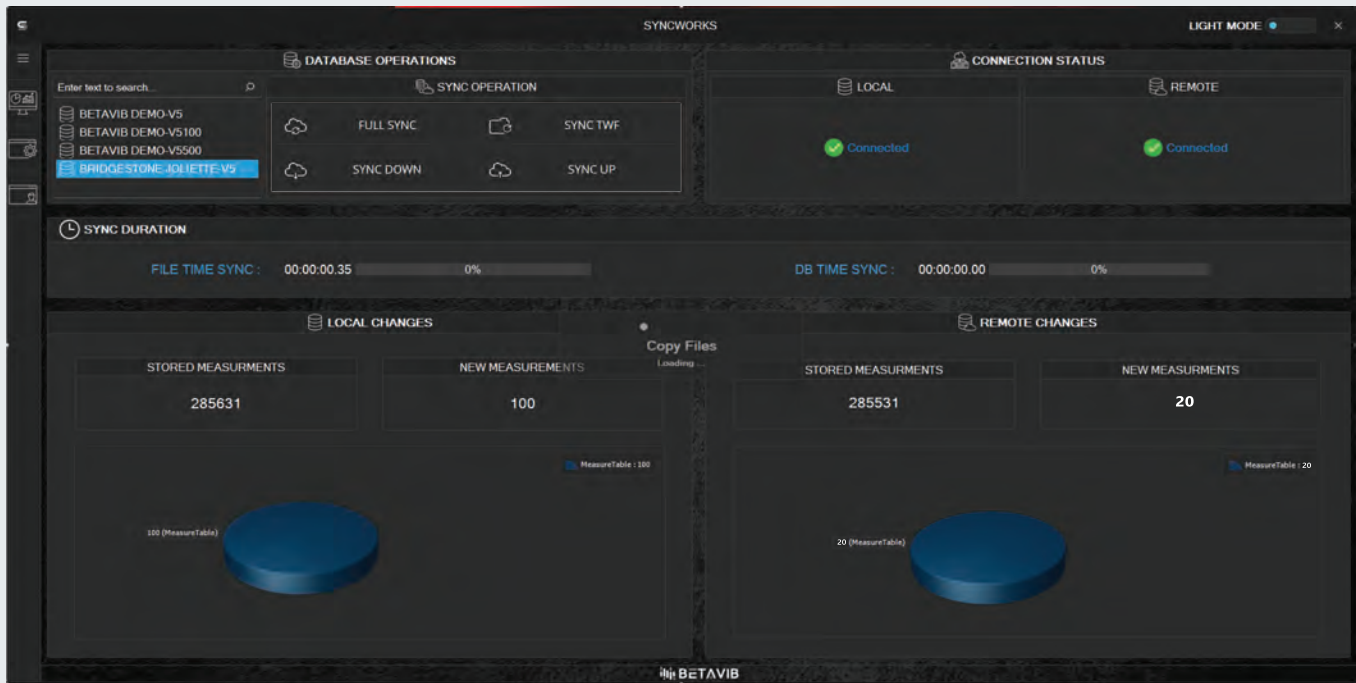 SYNCWORKS
LIGHT MODE
DATABASE OPERATIONS
Enter text to search...
BETAVIB DEMO-V5
BETAVIB DEMO-V5100
BETAVIB DEMO-V5500
BRIDGESTONE JOLIETTE-V5
SYNC OPERATION
FULL SYNC
SYNC TWF
SYNC DOWN
SYNC UP
CONNECTION STATUS
LOCAL
REMOTE
Connected
Connected
SYNC DURATION
FILE TIME SYNC : 00:00:00.35 0%
DB TIME SYNC : 00:00:00.00 0%
LOCAL CHANGES
STORED MEASURMENTS
285631
NEW MEASUREMENTS
100
MeasureTable : 100
100 (MeasureTable)
Copy Files
Loading ...
REMOTE CHANGES
STORED MEASURMENTS
285531
NEW MEASURMENTS
20
MeasureTable : 20
20 (MeasureTable)
BETAVIB